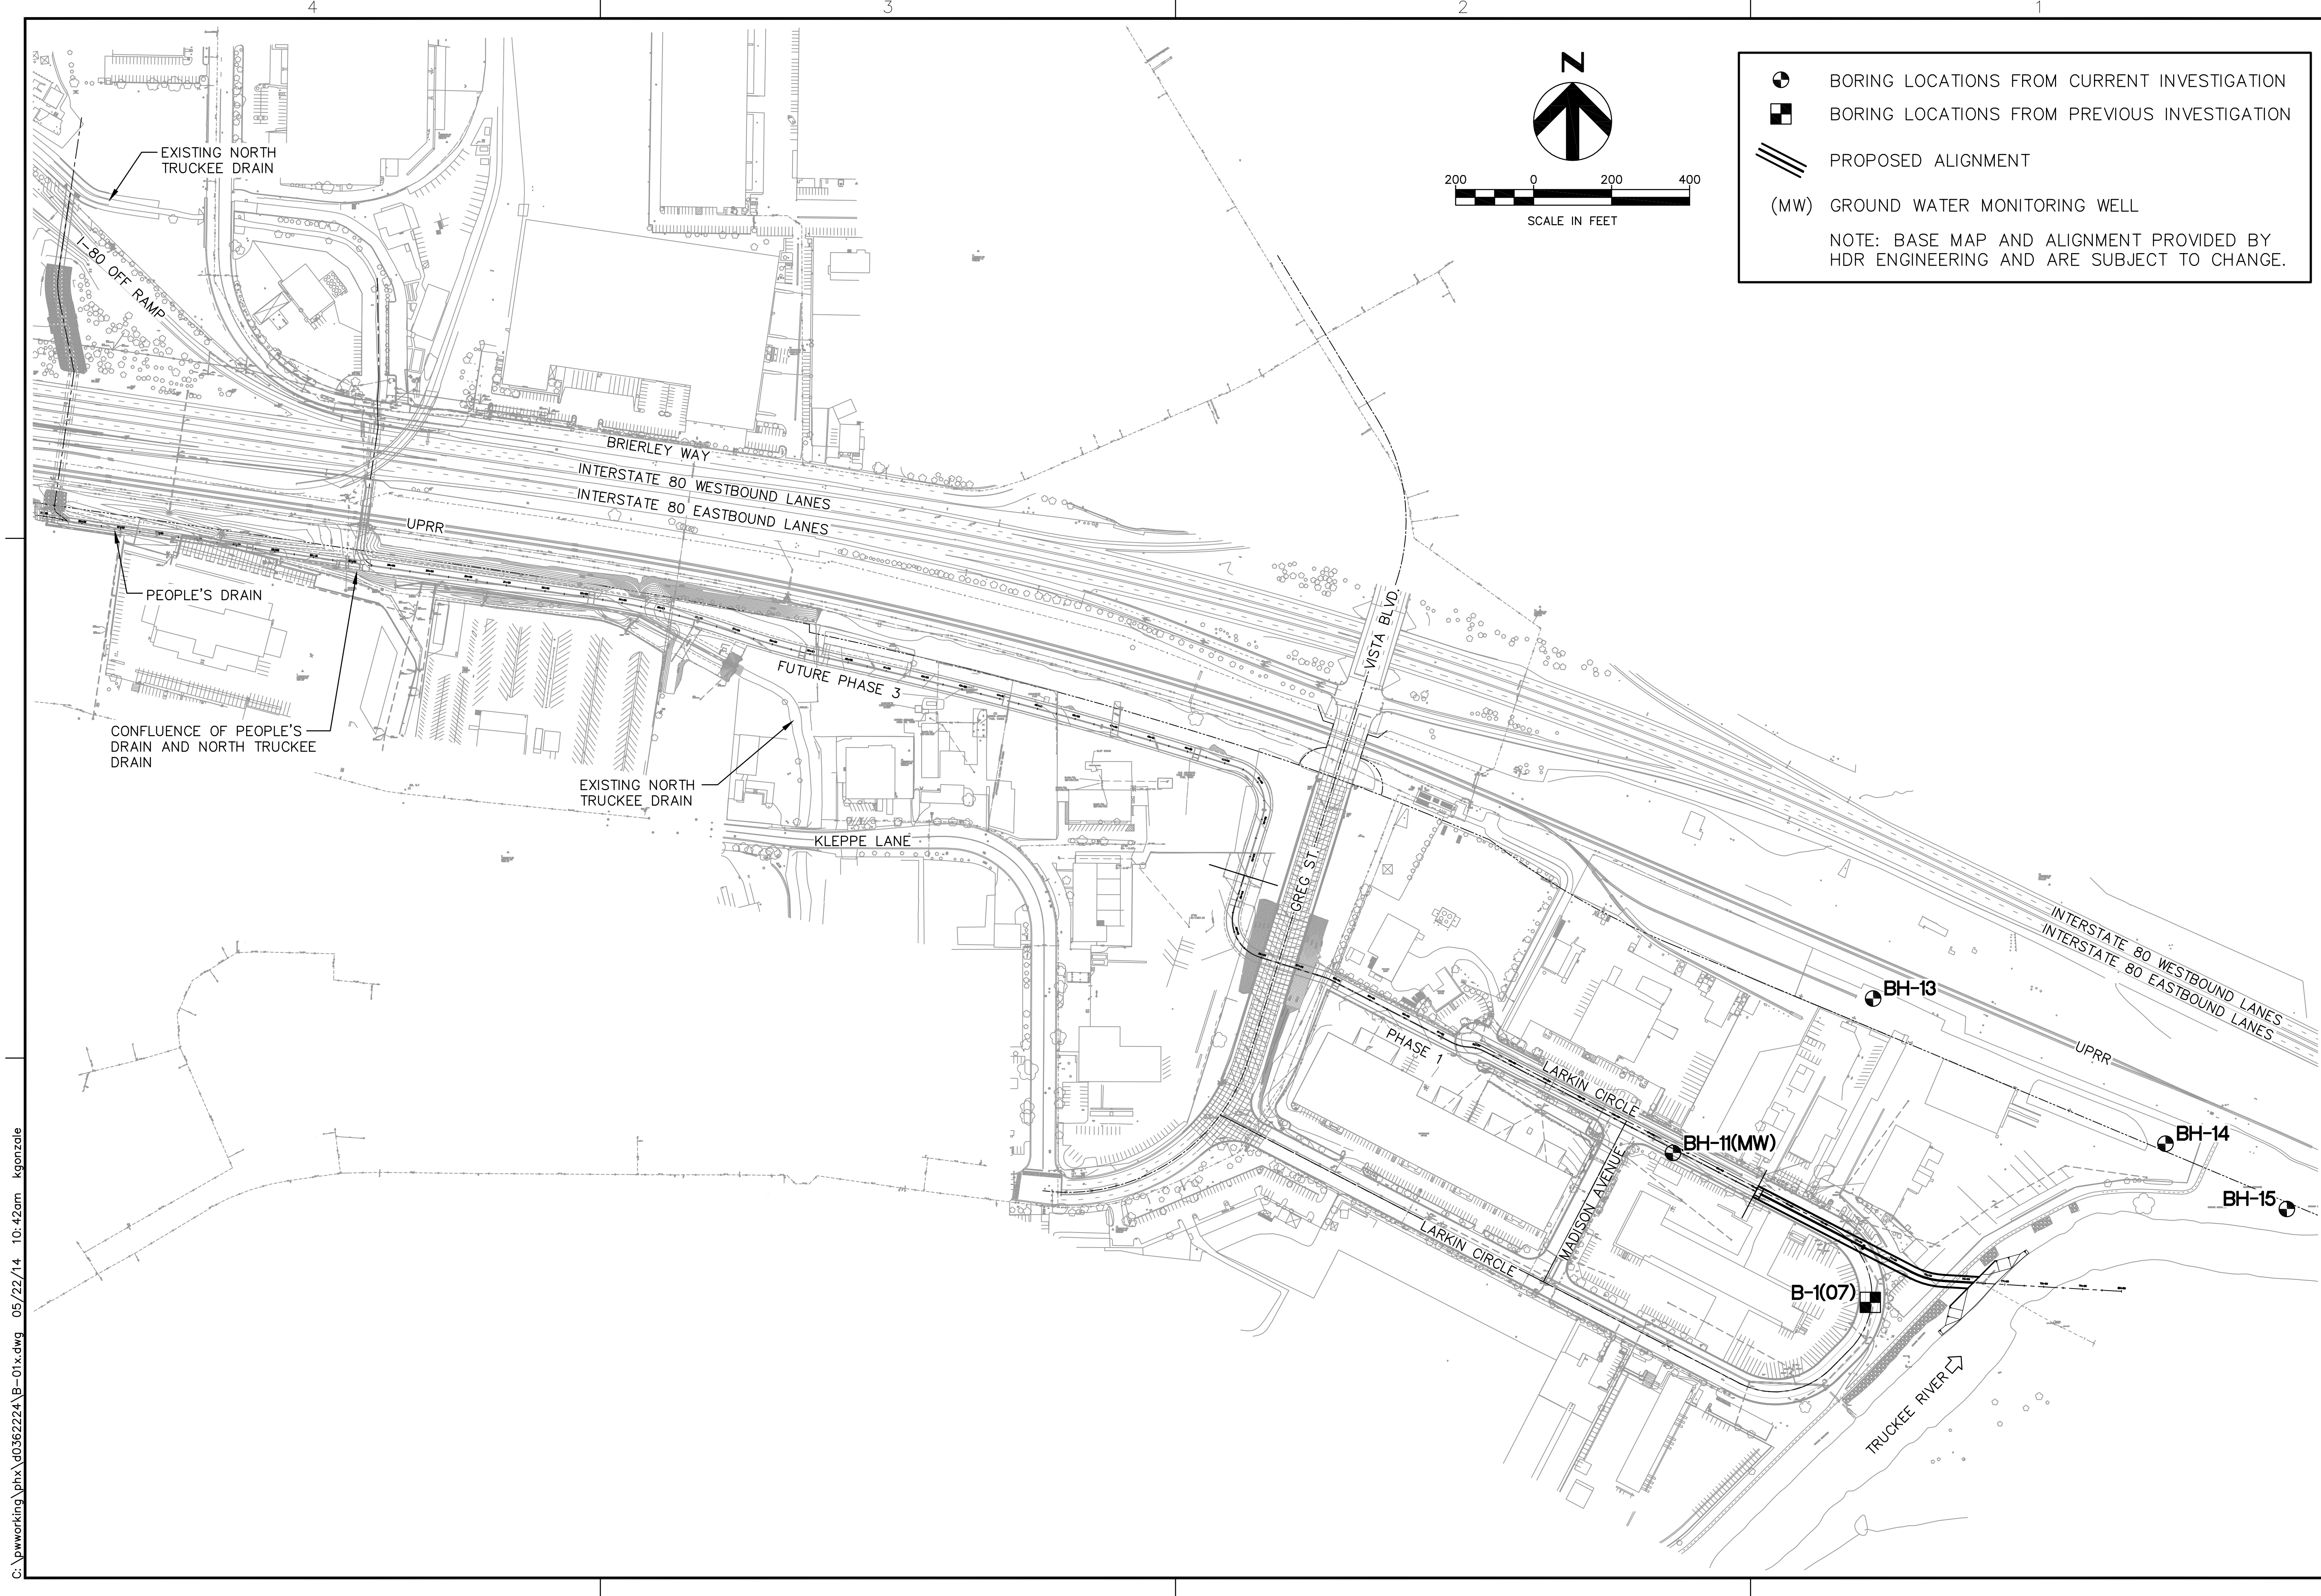 4
3
2
1
N
200 0 200 400
SCALE IN FEET
BORING LOCATIONS FROM CURRENT INVESTIGATION
BORING LOCATIONS FROM PREVIOUS INVESTIGATION
PROPOSED ALIGNMENT
(MW) GROUND WATER MONITORING WELL
NOTE: BASE MAP AND ALIGNMENT PROVIDED BY
HDR ENGINEERING AND ARE SUBJECT TO CHANGE.
EXISTING NORTH
TRUCKEE DRAIN
I-80 OFF RAMP
BRIERLEY WAY
INTERSTATE 80 WESTBOUND LANES
INTERSTATE 80 EASTBOUND LANES
UPRR
PEOPLE'S DRAIN
VISTA BLVD.
FUTURE PHASE 3
CONFLUENCE OF PEOPLE'S
DRAIN AND NORTH TRUCKEE
DRAIN
EXISTING NORTH
TRUCKEE DRAIN
KLEPPE LANE
GREG ST.
INTERSTATE 80 WESTBOUND LANES
INTERSTATE 80 EASTBOUND LANES
BH-13
UPRR
PHASE 1
LARKIN CIRCLE
BH-11(MW)
BH-14
MADISON AVENUE
BH-15
LARKIN CIRCLE
B-1(07)
TRUCKEE RIVER
C:\pwworking\phx\d0362224\B-01x.dwg 05/22/14 10:42am kgonzale